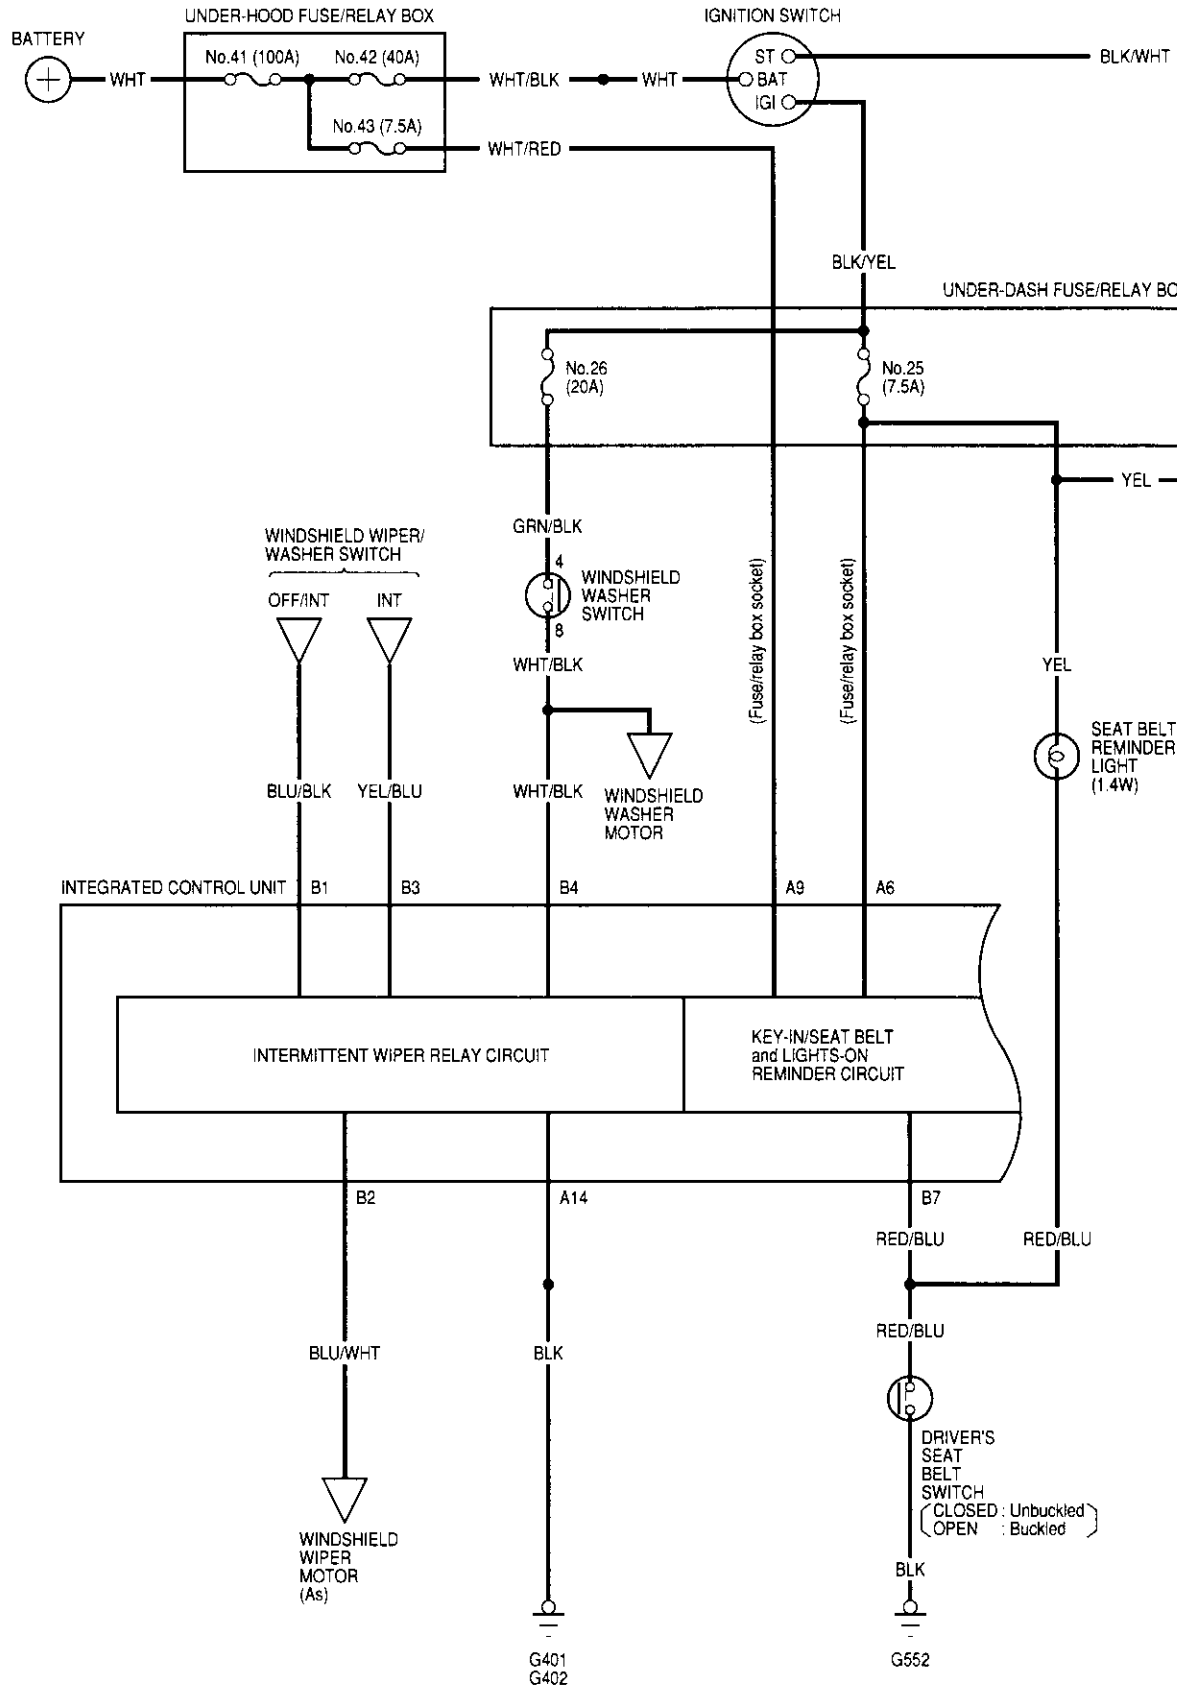 UNDER-HOOD FUSE/RELAY BOX
IGNITION SWITCH
BATTERY
No.41 (100A)
No.42 (40A)
ST
BLK/WHT
WHT
WHT/BLK
WHT
BAT
IGI
No.43 (7.5A)
WHT/RED
BLK/YEL
UNDER-DASH FUSE/RELAY BO
No.26
(20A)
No.25
(7.5A)
YEL
GRN/BLK
WINDSHIELD WIPER/
WASHER SWITCH
OFF/INT
INT
4
WINDSHIELD
WASHER
SWITCH
8
(Fuse/relay box socket)
(Fuse/relay box socket)
WHT/BLK
YEL
SEAT BELT
REMINDER
LIGHT
(1.4W)
BLU/BLK
YEL/BLU
WHT/BLK
WINDSHIELD
WASHER
MOTOR
INTEGRATED CONTROL UNIT
B1
B3
B4
A9
A6
INTERMITTENT WIPER RELAY CIRCUIT
KEY-IN/SEAT BELT
and LIGHTS-ON
REMINDER CIRCUIT
B2
A14
B7
RED/BLU
RED/BLU
RED/BLU
BLU/WHT
BLK
DRIVER'S
SEAT
BELT
SWITCH
(CLOSED : Unbuckled
OPEN : Buckled)
WINDSHIELD
WIPER
MOTOR
(As)
BLK
G401
G402
G552